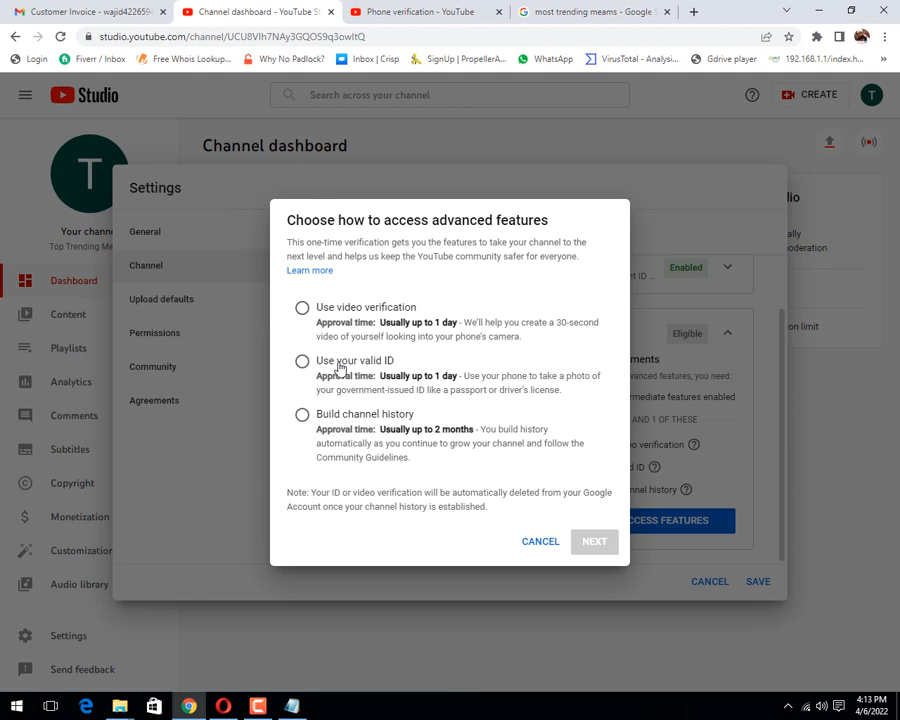 Customer Invoice - wajid422659
Channel dashboard - YouTube St
Phone verification - YouTube
most trending meams - Google S
studio.youtube.com/channel/UCU8VIh7NAy3GQOS9q3owItQ
Login
Fiverr / Inbox
Free Whois Lookup...
Why No Padlock?
Inbox | Crisp
SignUp | PropellerA...
WhatsApp
VirusTotal - Analysi...
Gdrive player
192.168.1.1/index.h...
»
Studio
Search across your channel
CREATE
T
T
Channel dashboard
Your chann
Top Trending Me
Dashboard
Content
Playlists
Analytics
Comments
Subtitles
Copyright
Monetization
Customization
Audio library
Settings
Send feedback
Settings
General
Channel
Upload defaults
Permissions
Community
Agreements
Choose how to access advanced features
This one-time verification gets you the features to take your channel to the
next level and helps us keep the YouTube community safer for everyone.
Learn more
Use video verification
Approval time: Usually up to 1 day - We'll help you create a 30-second
video of yourself looking into your phone's camera.
Use your valid ID
Approval time: Usually up to 1 day - Use your phone to take a photo of
your government-issued ID like a passport or driver's license.
Build channel history
Approval time: Usually up to 2 months - You build history
automatically as you continue to grow your channel and follow the
Community Guidelines.
Note: Your ID or video verification will be automatically deleted from your Google
Account once your channel history is established.
CANCEL
NEXT
nt ID ...
Enabled
Eligible
ments
dvanced features, you need:
rmediate features enabled
AND 1 OF THESE
o verification
d ID
nnel history
CCESS FEATURES
CANCEL
SAVE
dio
ally
moderation
on limit
4:13 PM
4/6/2022